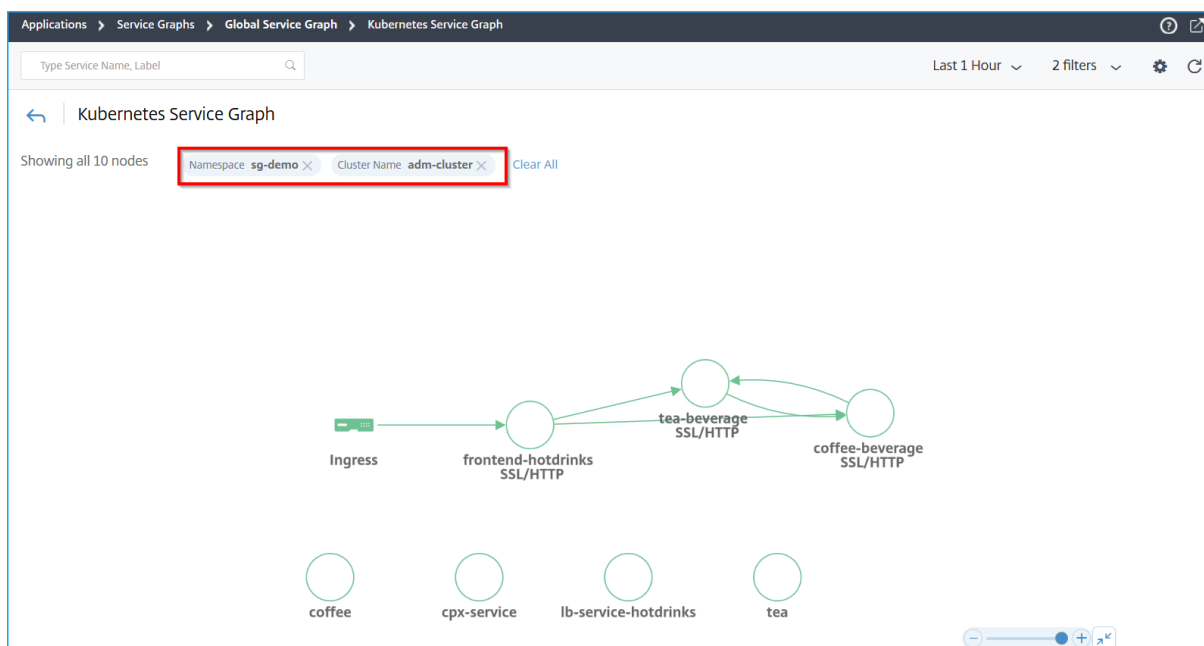 Applications > Service Graphs > Global Service Graph > Kubernetes Service Graph
Type Service Name, Label
Last 1 Hour
2 filters
Kubernetes Service Graph
Showing all 10 nodes
Namespace sg-demo
Cluster Name adm-cluster
Clear All
tea-beverage
SSL/HTTP
coffee-beverage
SSL/HTTP
Ingress
frontend-hotdrinks
SSL/HTTP
coffee
cpx-service
lb-service-hotdrinks
tea